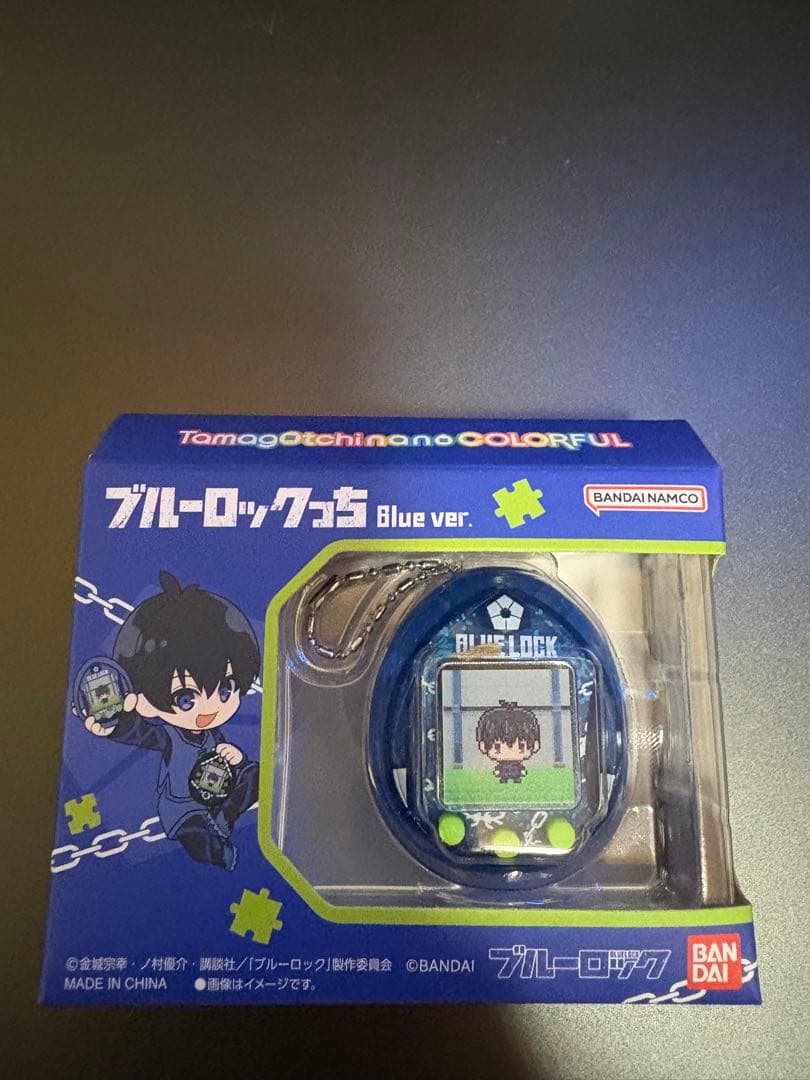 TamagOtchi nano COLORFUL
ブルーロックっち Blue ver.
BANDAI NAMCO
BLUE LOCK
©金城宗幸・ノ村優介・講談社／「ブルーロック」製作委員会 ©BANDAI
MADE IN CHINA ●画像はイメージです。
ブルーロック
BLUELOCK
BAN
DAI